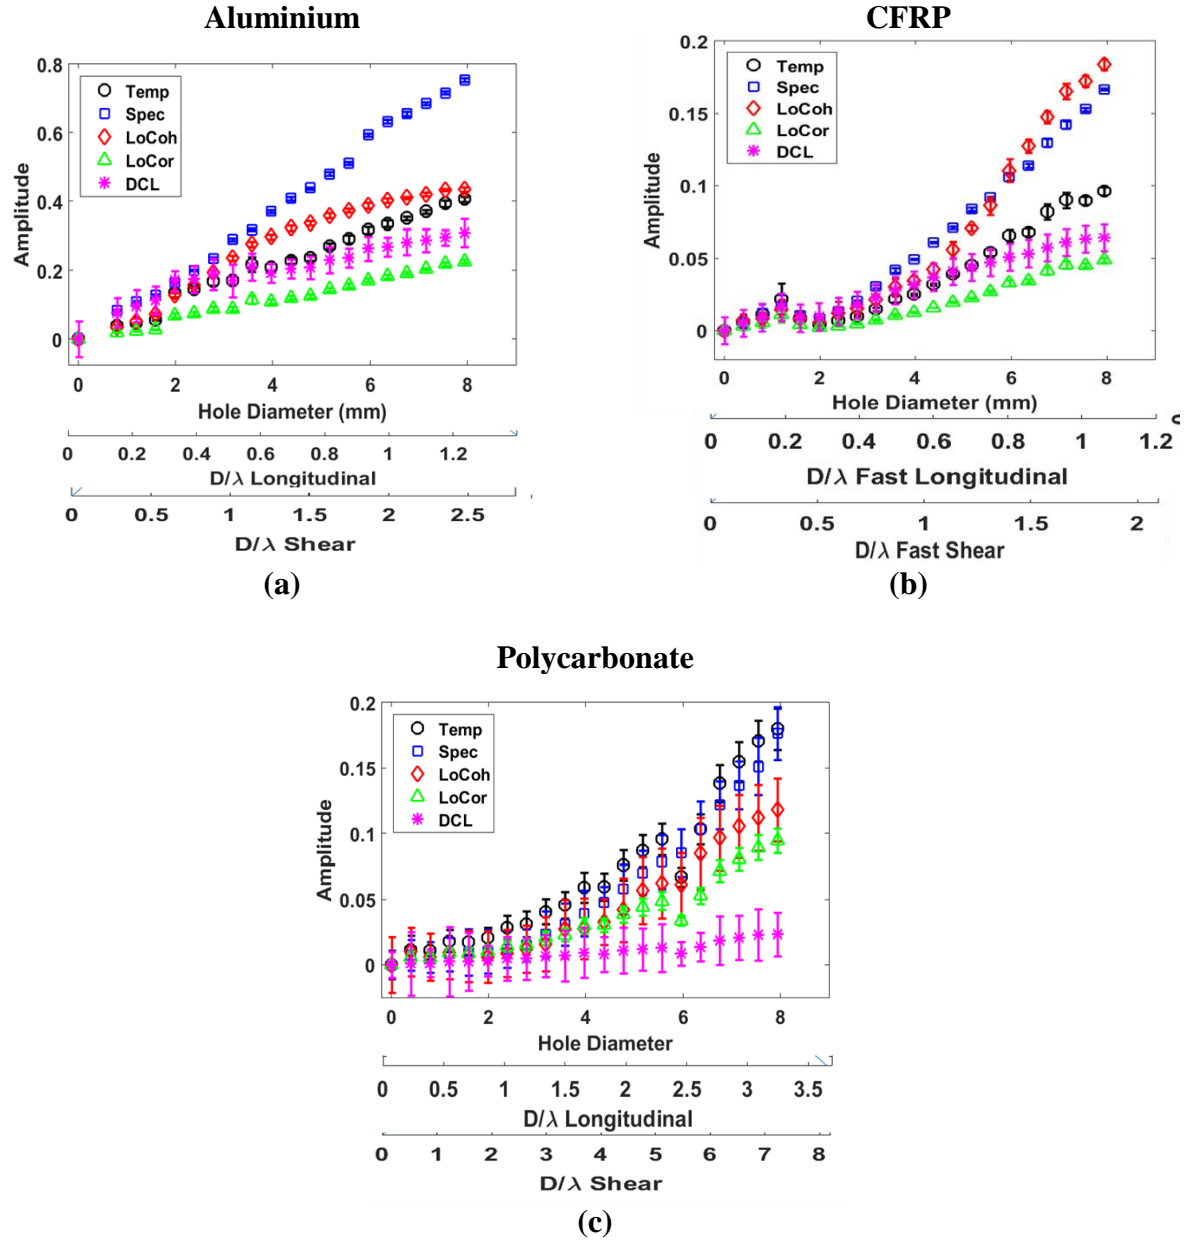 Aluminium
CFRP
0.8
0.6
0.4
0.2
0
Amplitude
Temp
Spec
LoCoh
LoCor
DCL
0 2 4 6 8
Hole Diameter (mm)
0 0.2 0.4 0.6 0.8 1 1.2
D/λ Longitudinal
0 0.5 1 1.5 2 2.5
D/λ Shear
(a)
0.2
0.15
0.1
0.05
0
Amplitude
Temp
Spec
LoCoh
LoCor
DCL
0 2 4 6 8
Hole Diameter (mm)
0 0.2 0.4 0.6 0.8 1 1.2
D/λ Fast Longitudinal
0 0.5 1 1.5 2
D/λ Fast Shear
(b)
Polycarbonate
0.2
0.15
0.1
0.05
0
Amplitude
Temp
Spec
LoCoh
LoCor
DCL
0 2 4 6 8
Hole Diameter
0 0.5 1 1.5 2 2.5 3 3.5
D/λ Longitudinal
0 1 2 3 4 5 6 7 8
D/λ Shear
(c)